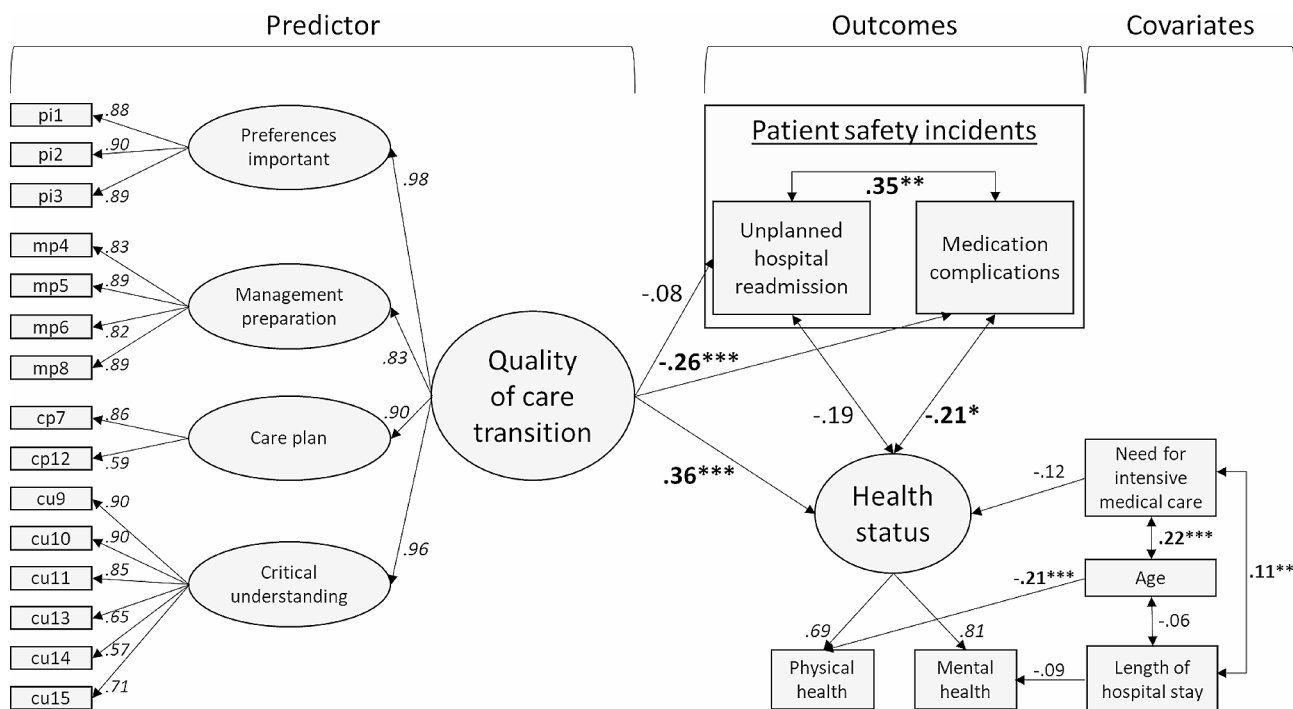 Predictor
Outcomes
Covariates
pi1
pi2
pi3
.88
.90
.89
Preferences
important
.98
mp4
mp5
mp6
mp8
.83
.89
.82
.89
Management
preparation
.83
cp7
cp12
.86
.59
Care plan
.90
cu9
cu10
cu11
cu13
cu14
cu15
.90
.90
.85
.65
.57
.71
Critical
understanding
.96
Quality
of care
transition
Patient safety incidents
.35**
Unplanned
hospital
readmission
Medication
complications
-.08
-.26***
.36***
-.19
-.21*
Health
status
.69
.81
Physical
health
Mental
health
-.12
-.21***
-.09
Need for
intensive
medical care
.22***
Age
-.06
Length of
hospital stay
.11**